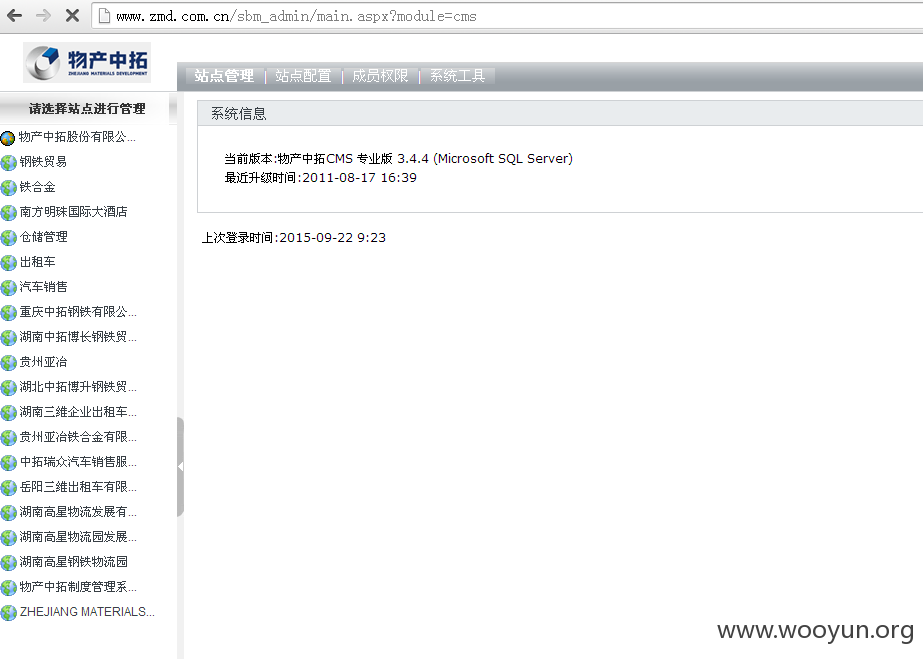 www.zmd.com.cn/sbm_admin/main.aspx?module=cms
物产中拓
ZHEJIANG MATERIALS DEVELOPMENT
站点管理 | 站点配置 | 成员权限 | 系统工具
请选择站点进行管理
物产中拓股份有限公...
钢铁贸易
铁合金
南方明珠国际大酒店
仓储管理
出租车
汽车销售
重庆中拓钢铁有限公...
湖南中拓博长钢铁贸...
贵州亚冶
湖北中拓博升钢铁贸...
湖南三维企业出租车...
贵州亚冶铁合金有限...
中拓瑞众汽车销售服...
岳阳三维出租车有限...
湖南高星物流发展有...
湖南高星物流园发展...
湖南高星钢铁物流园
物产中拓制度管理系...
ZHEJIANG MATERIALS...
系统信息
当前版本:物产中拓CMS 专业版 3.4.4 (Microsoft SQL Server)
最近升级时间:2011-08-17 16:39
上次登录时间:2015-09-22 9:23
www.wooyun.org